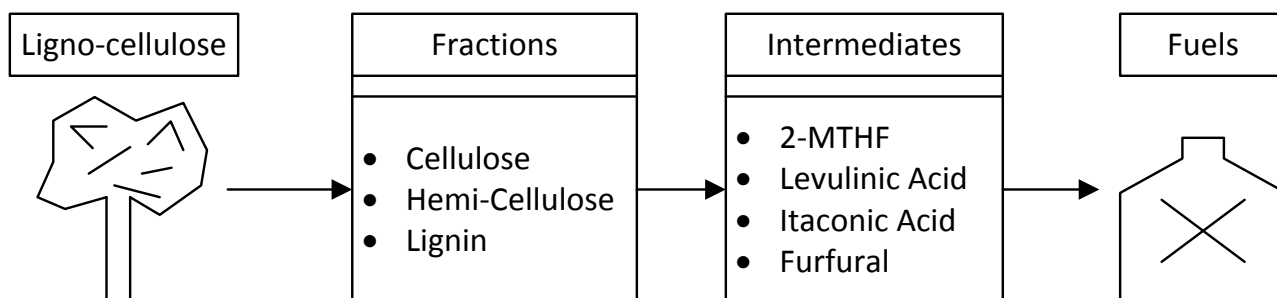 Ligno-cellulose
Fractions
• Cellulose
• Hemi-Cellulose
• Lignin
Intermediates
• 2-MTHF
• Levulinic Acid
• Itaconic Acid
• Furfural
Fuels